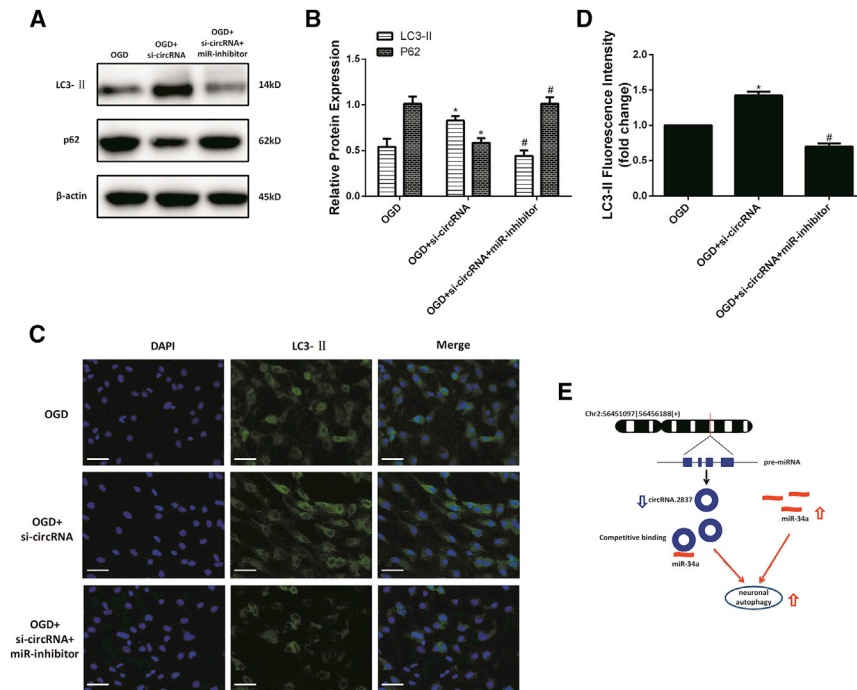 A
OGD
OGD+
si-circRNA
OGD+
si-circRNA+
miR-inhibitor
LC3- Ⅱ
14kD
p62
62kD
β-actin
45kD
B
LC3-II
P62
Relative Protein Expression
1.5
1.0
0.5
0.0
*
*
#
#
OGD
OGD+si-circRNA
OGD+si-circRNA+miR-inhibitor
D
LC3-II Fluorescence Intensity
(fold change)
2.0
1.5
1.0
0.5
0.0
*
#
OGD
OGD+si-circRNA
OGD+si-circRNA+miR-inhibitor
C
DAPI
LC3- Ⅱ
Merge
OGD
OGD+
si-circRNA
OGD+
si-circRNA+
miR-inhibitor
E
Chr2:56451097|56456188(+)
pre-miRNA
circRNA.2837
miR-34a
Competitive binding
miR-34a
neuronal
autophagy